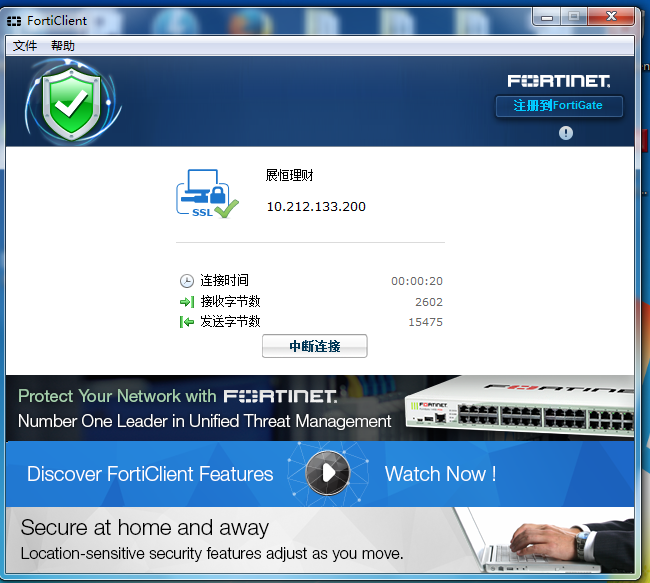 FortiClient
文件 帮助
FORTINET.
注册到FortiGate
展恒理财
SSL
10.212.133.200
连接时间 00:00:20
接收字节数 2602
发送字节数 15475
中断连接
Protect Your Network with FORTINET.
Number One Leader in Unified Threat Management
FORTINET
Discover FortiClient Features Watch Now !
Secure at home and away
Location-sensitive security features adjust as you move.